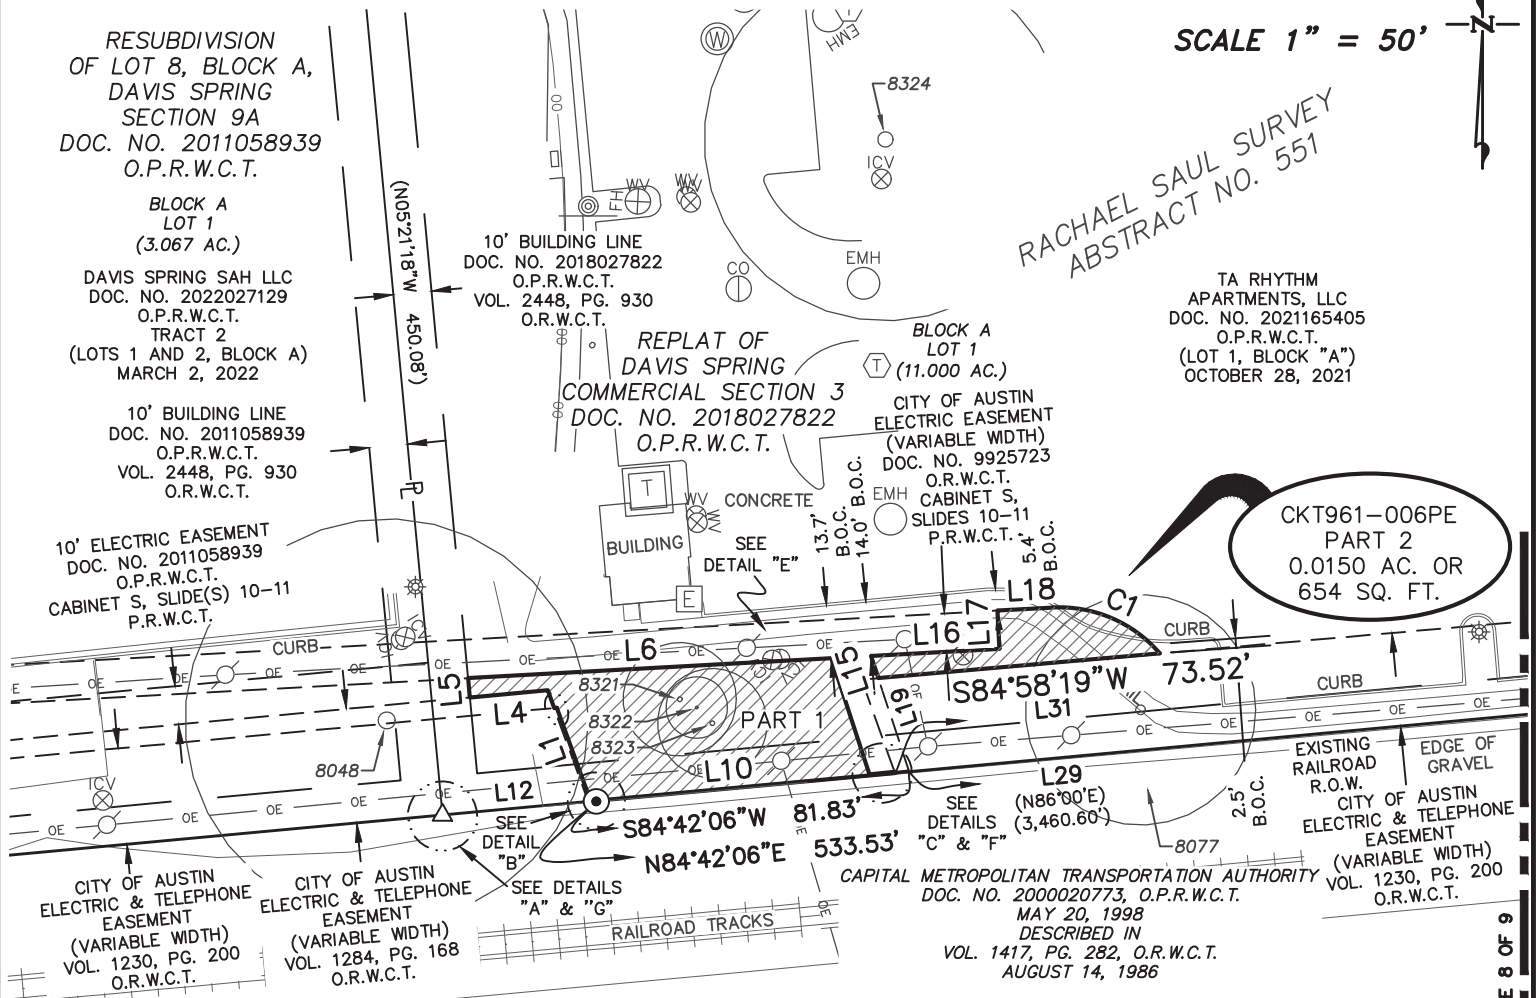 SCALE 1" = 50'
N
RESUBDIVISION
OF LOT 8, BLOCK A,
DAVIS SPRING
SECTION 9A
DOC. NO. 2011058939
O.P.R.W.C.T.
BLOCK A
LOT 1
(3.067 AC.)
DAVIS SPRING SAH LLC
DOC. NO. 2022027129
O.P.R.W.C.T.
TRACT 2
(LOTS 1 AND 2, BLOCK A)
MARCH 2, 2022
10' BUILDING LINE
DOC. NO. 2011058939
O.P.R.W.C.T.
VOL. 2448, PG. 930
O.R.W.C.T.
10' ELECTRIC EASEMENT
DOC. NO. 2011058939
O.P.R.W.C.T.
CABINET S, SLIDE(S) 10-11
P.R.W.C.T.
(N05°21'18"W 450.08')
PL
10' BUILDING LINE
DOC. NO. 2018027822
O.P.R.W.C.T.
VOL. 2448, PG. 930
O.R.W.C.T.
W
EMH
8324
ICV
FH
WV
WV
CO
EMH
RACHAEL SAUL SURVEY
ABSTRACT NO. 551
REPLAT OF
DAVIS SPRING
COMMERCIAL SECTION 3
DOC. NO. 2018027822
O.P.R.W.C.T.
BLOCK A
LOT 1
(11.000 AC.)
T
TA RHYTHM
APARTMENTS, LLC
DOC. NO. 2021165405
O.P.R.W.C.T.
(LOT 1, BLOCK "A")
OCTOBER 28, 2021
CITY OF AUSTIN
ELECTRIC EASEMENT
(VARIABLE WIDTH)
DOC. NO. 9925723
O.R.W.C.T.
CABINET S,
SLIDES 10-11
P.R.W.C.T.
T
WV
WV
CONCRETE
BUILDING
E
SEE
DETAIL "E"
13.7'
B.O.C.
14.0' B.O.C.
EMH
5.4'
B.O.C.
CKT961-006PE
PART 2
0.0150 AC. OR
654 SQ. FT.
L18
C1
L17
L16
CURB
CURB
L6
OE
OE
OE
L15
L5
L4
L1
8321
8322
8323
PART 1
L10
L19
S84°58'19"W 73.52'
L31
CURB
8048
ICV
L12
OE
OE
OE
L29
(N86°00'E)
(3,460.60')
SEE
DETAIL
"B"
S84°42'06"W 81.83'
N84°42'06"E 533.53'
SEE
DETAILS
"C" & "F"
SEE DETAILS
"A" & "G"
8077
2.5'
B.O.C.
EXISTING
RAILROAD
R.O.W.
EDGE OF
GRAVEL
CITY OF AUSTIN
ELECTRIC & TELEPHONE
EASEMENT
(VARIABLE WIDTH)
VOL. 1230, PG. 200
O.R.W.C.T.
CITY OF AUSTIN
ELECTRIC & TELEPHONE
EASEMENT
(VARIABLE WIDTH)
VOL. 1230, PG. 200
O.R.W.C.T.
CITY OF AUSTIN
ELECTRIC & TELEPHONE
EASEMENT
(VARIABLE WIDTH)
VOL. 1284, PG. 168
O.R.W.C.T.
RAILROAD TRACKS
CAPITAL METROPOLITAN TRANSPORTATION AUTHORITY
DOC. NO. 2000020773, O.P.R.W.C.T.
MAY 20, 1998
DESCRIBED IN
VOL. 1417, PG. 282, O.R.W.C.T.
AUGUST 14, 1986
E 8 OF 9